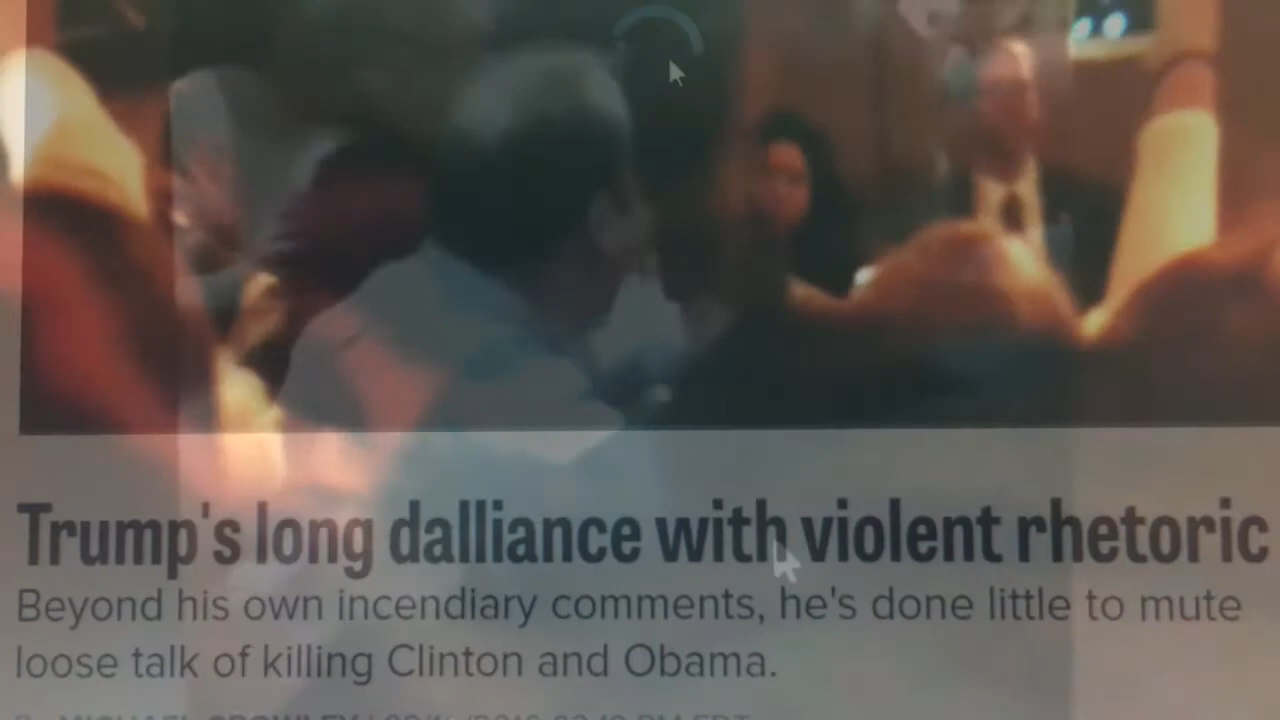 Trump's long dalliance with violent rhetoric
Beyond his own incendiary comments, he's done little to mute
loose talk of killing Clinton and Obama.